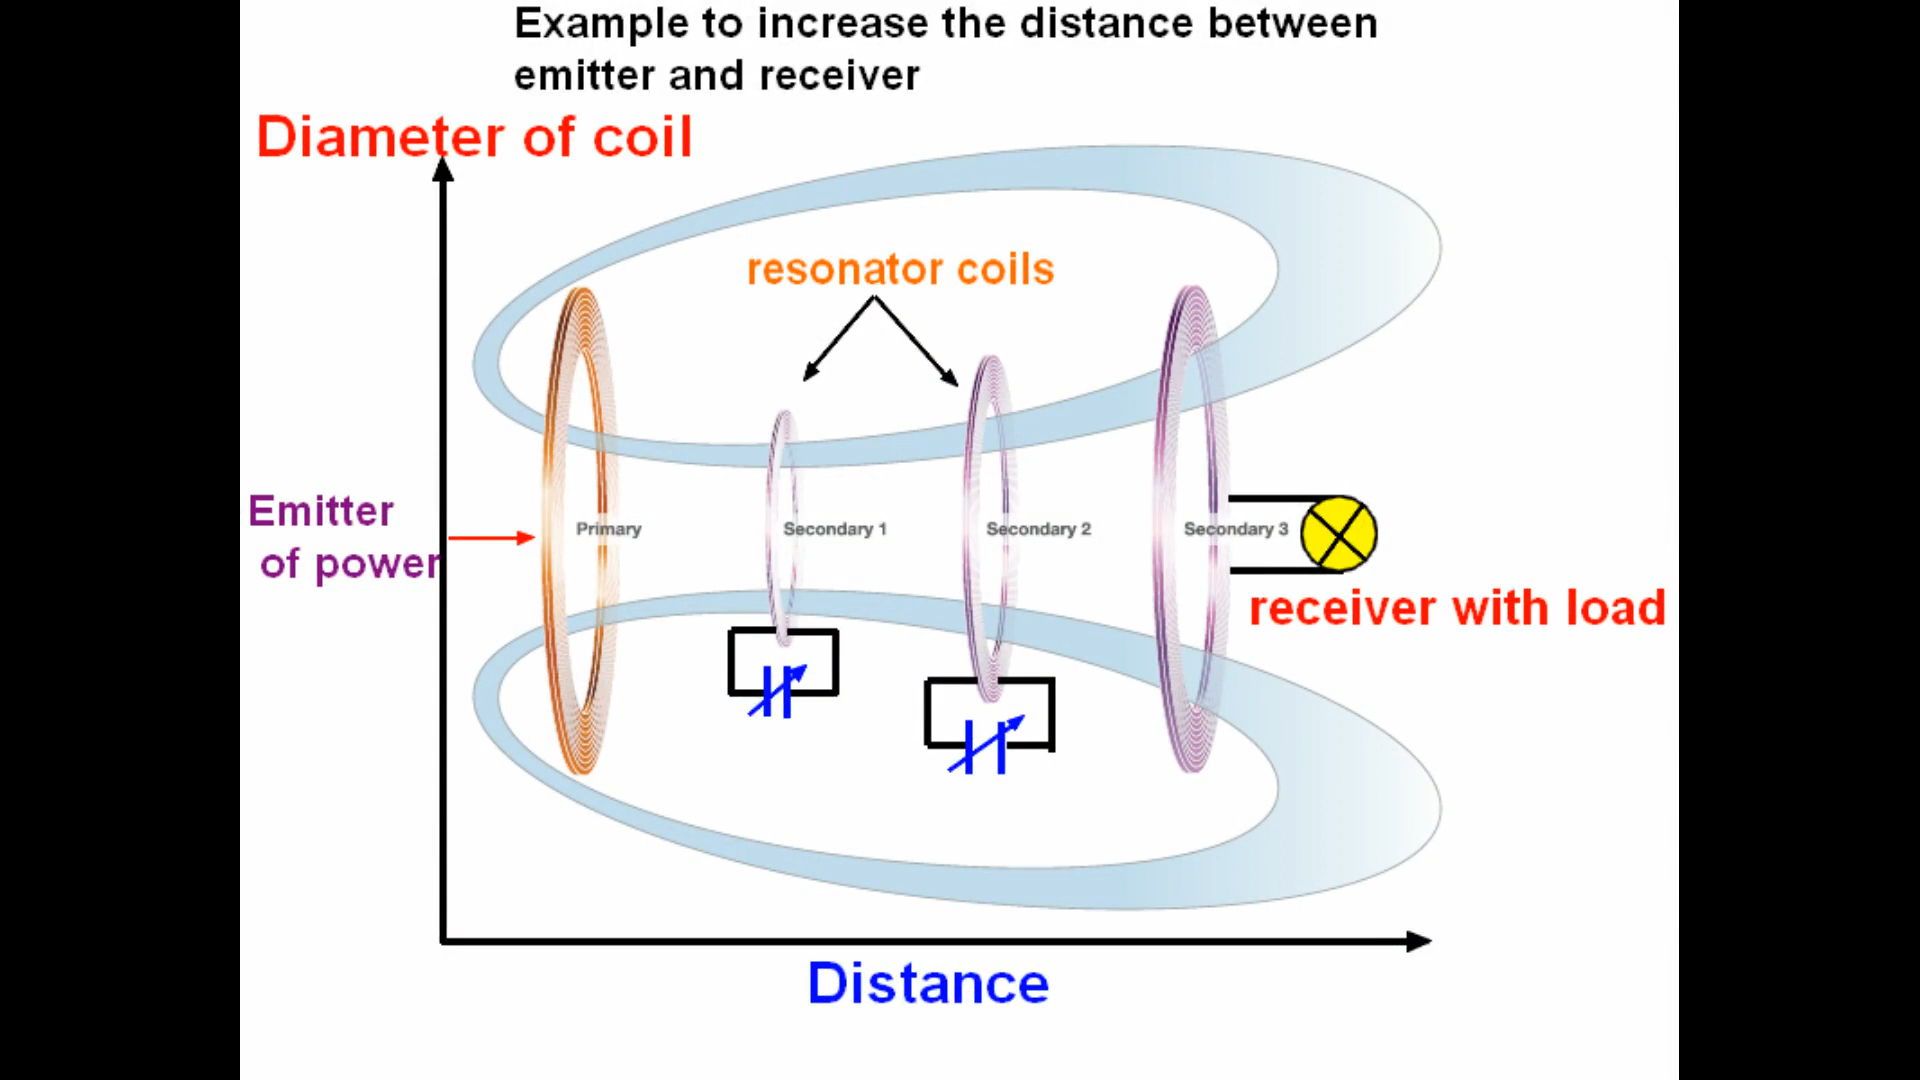 Example to increase the distance between
emitter and receiver
Diameter of coil
resonator coils
Emitter
of power
Primary
Secondary 1
Secondary 2
Secondary 3
receiver with load
Distance